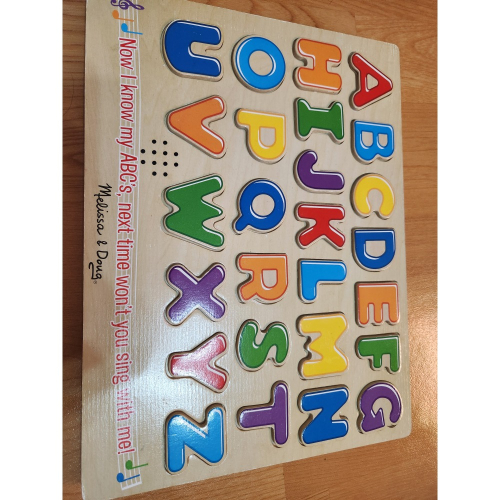 A B C D E F G
H I J K L M N
O P Q R S T
U V W X Y Z
Melissa & Doug®
Now I know my ABC's, next time won't you sing with me!